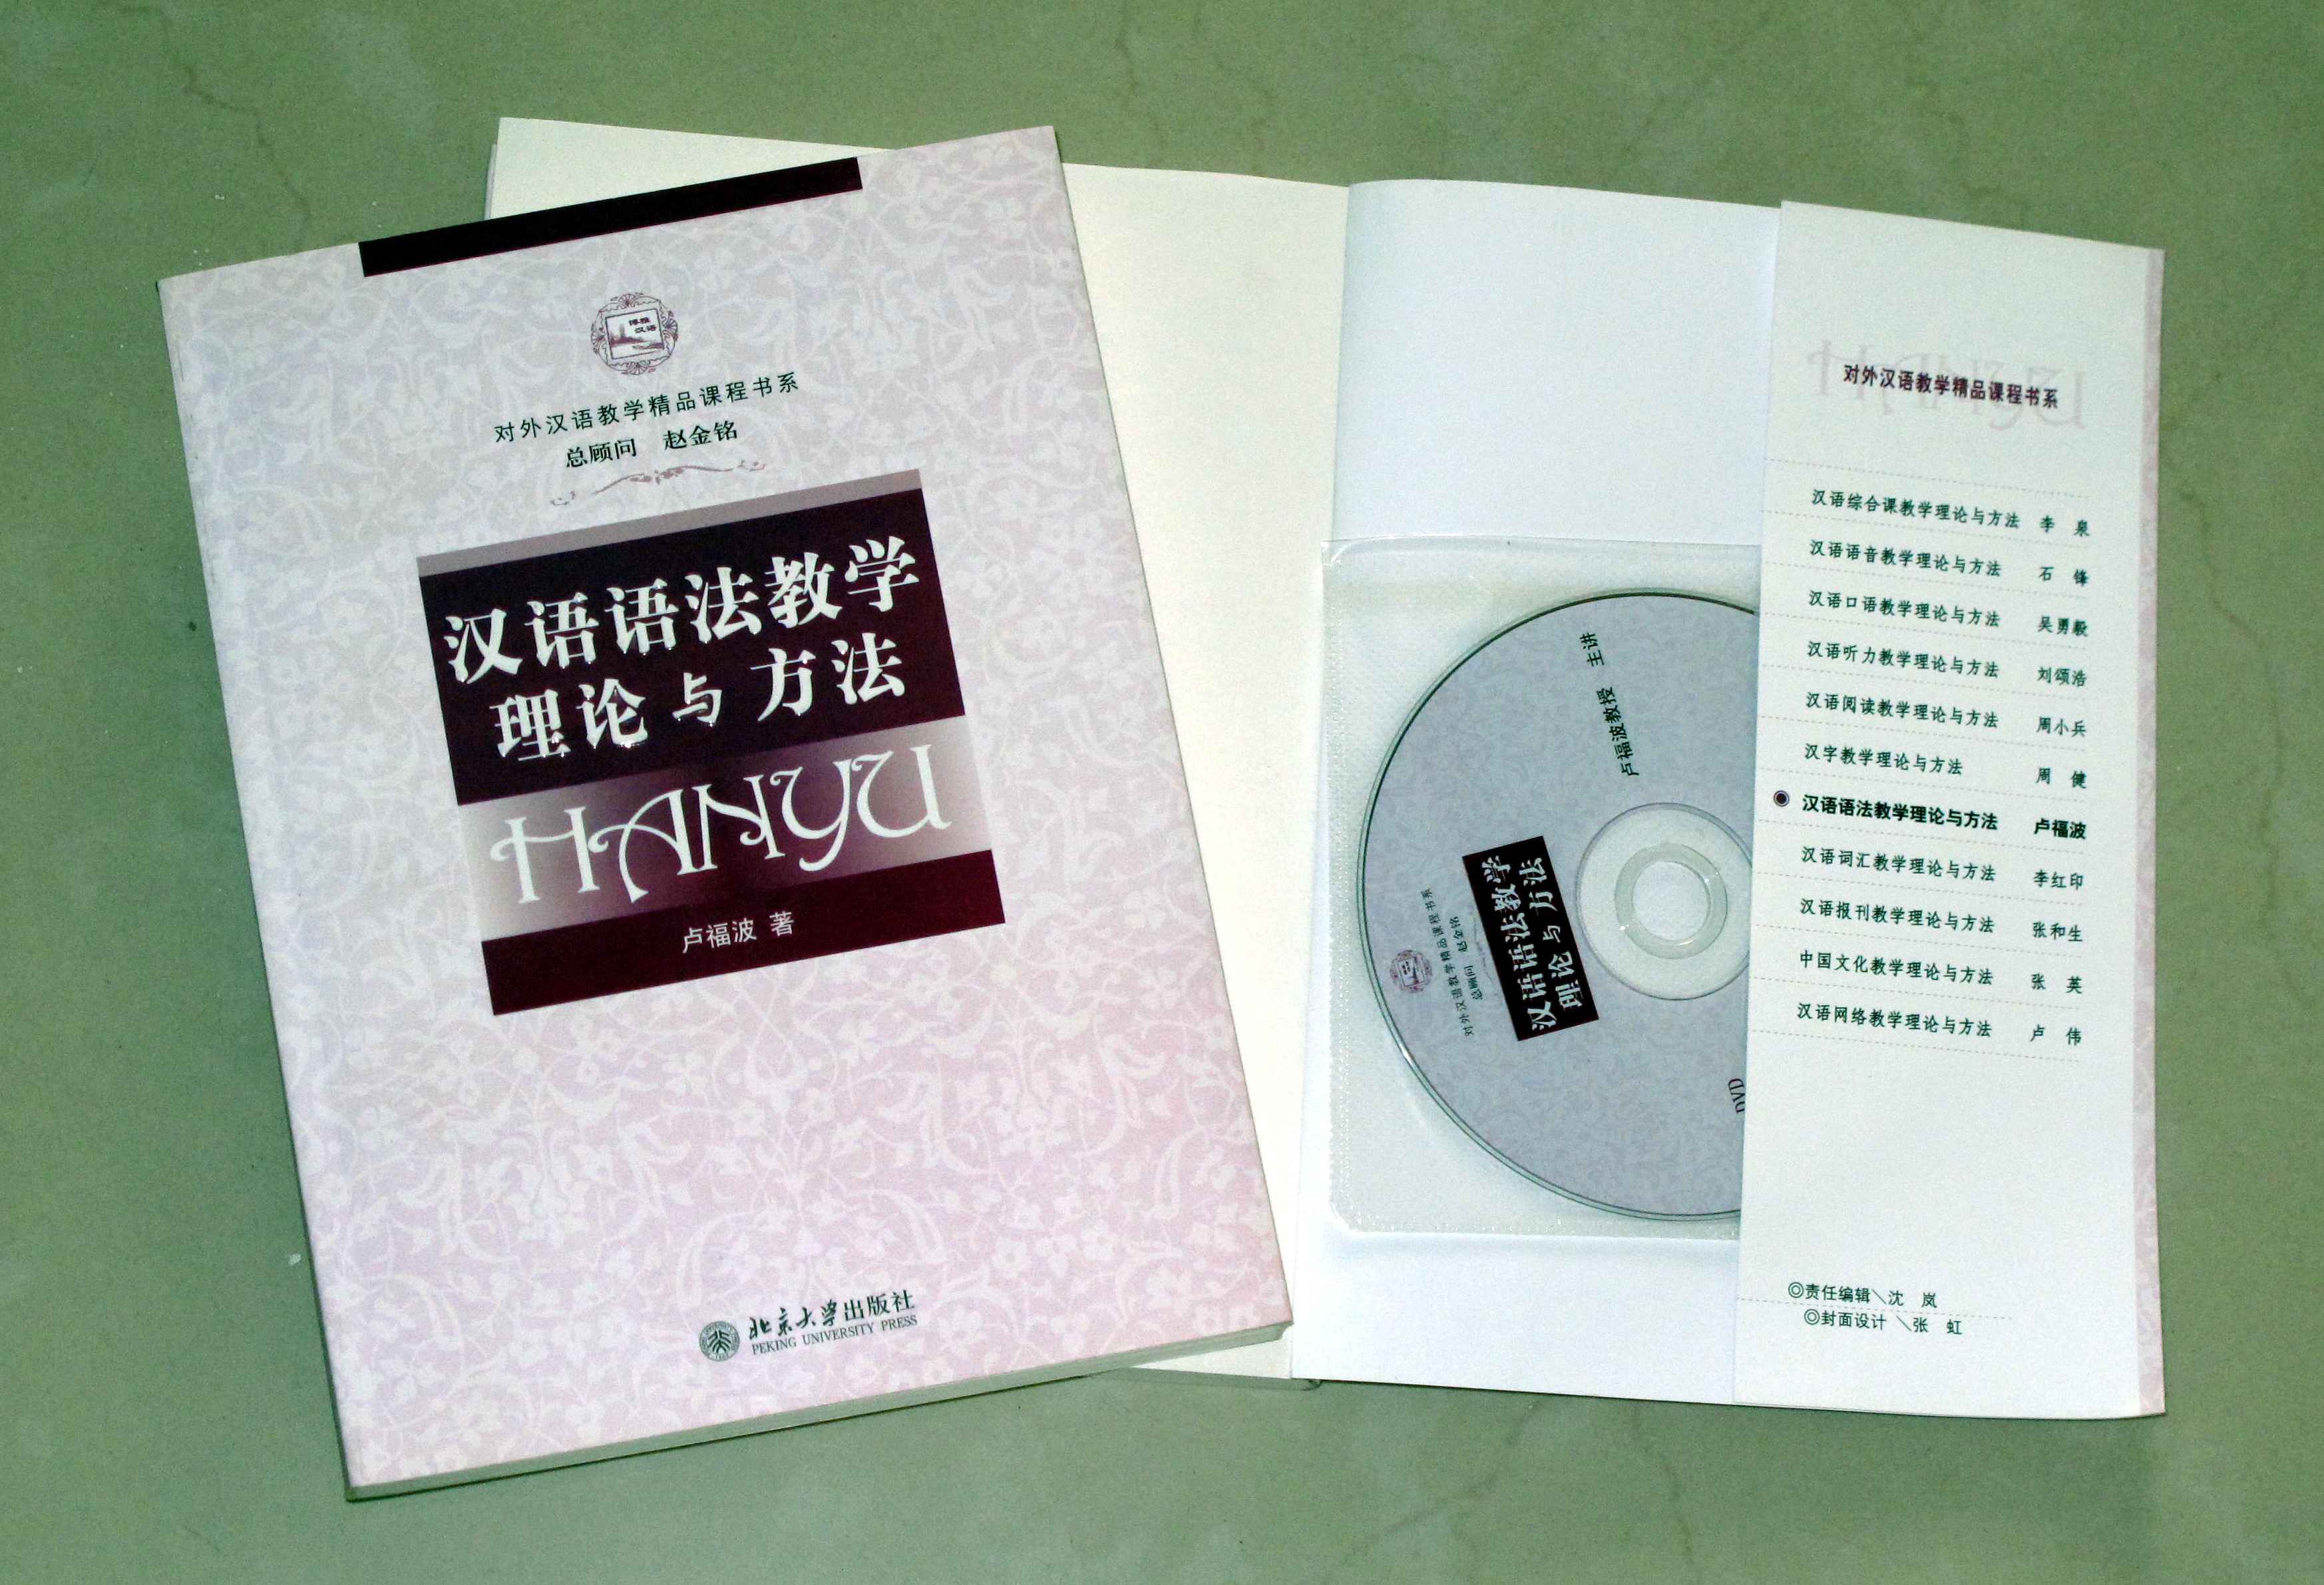 博雅
汉语
对外汉语教学精品课程书系
总顾问 赵金铭
汉语语法教学
理论与方法
HANYU
卢福波 著
北京大学出版社
PEKING UNIVERSITY PRESS
对外汉语教学精品课程书系
总顾问 赵金铭
汉语语法教学
理论与方法
卢福波教授 主讲
DVD
对外汉语教学精品课程书系
汉语综合课教学理论与方法 李 泉
汉语语音教学理论与方法 石 锋
汉语口语教学理论与方法 吴勇毅
汉语听力教学理论与方法 刘颂浩
汉语阅读教学理论与方法 周小兵
汉字教学理论与方法 周 健
汉语语法教学理论与方法 卢福波
汉语词汇教学理论与方法 李红印
汉语报刊教学理论与方法 张和生
中国文化教学理论与方法 张 英
汉语网络教学理论与方法 卢 伟
◎责任编辑\沈 岚
◎封面设计\张 虹